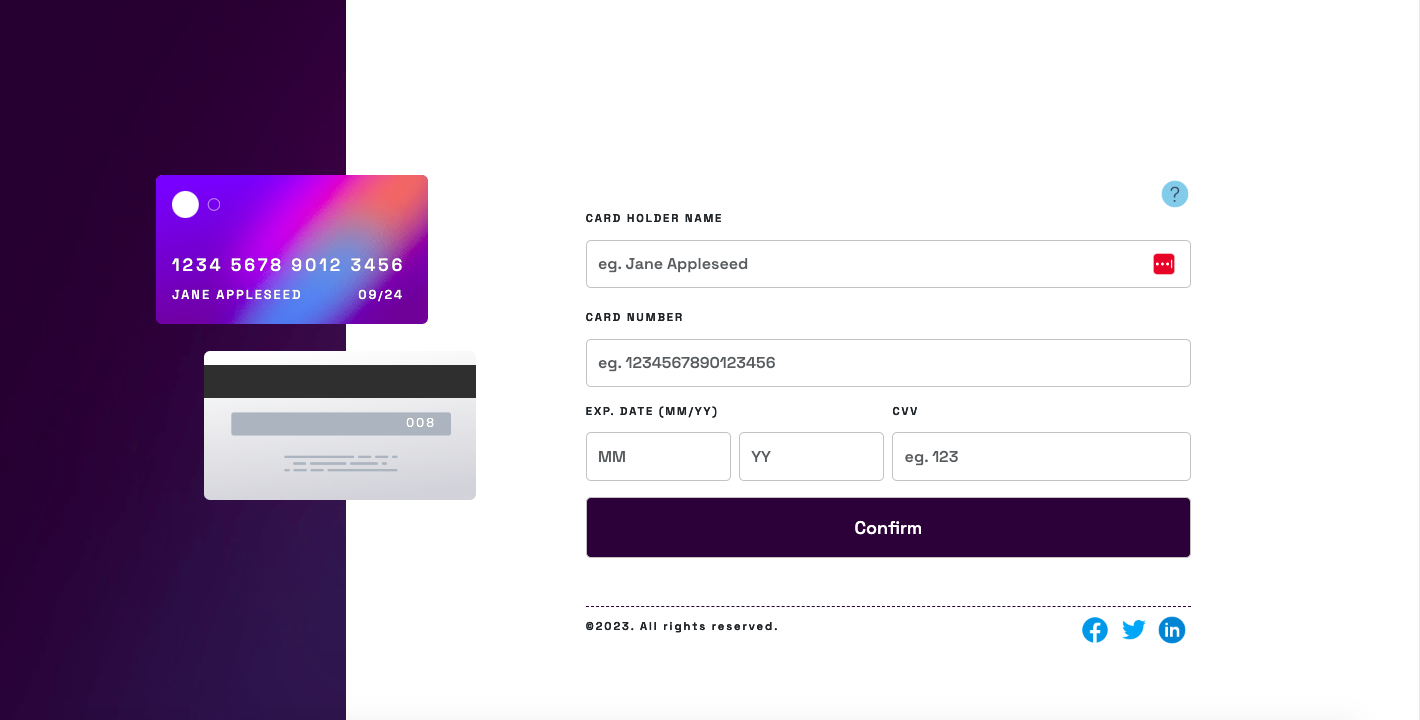 1234 5678 9012 3456
JANE APPLESEED 09/24
008
?
CARD HOLDER NAME
eg. Jane Appleseed
CARD NUMBER
eg. 1234567890123456
EXP. DATE (MM/YY) CVV
MM YY eg. 123
Confirm
©2023. All rights reserved.
in